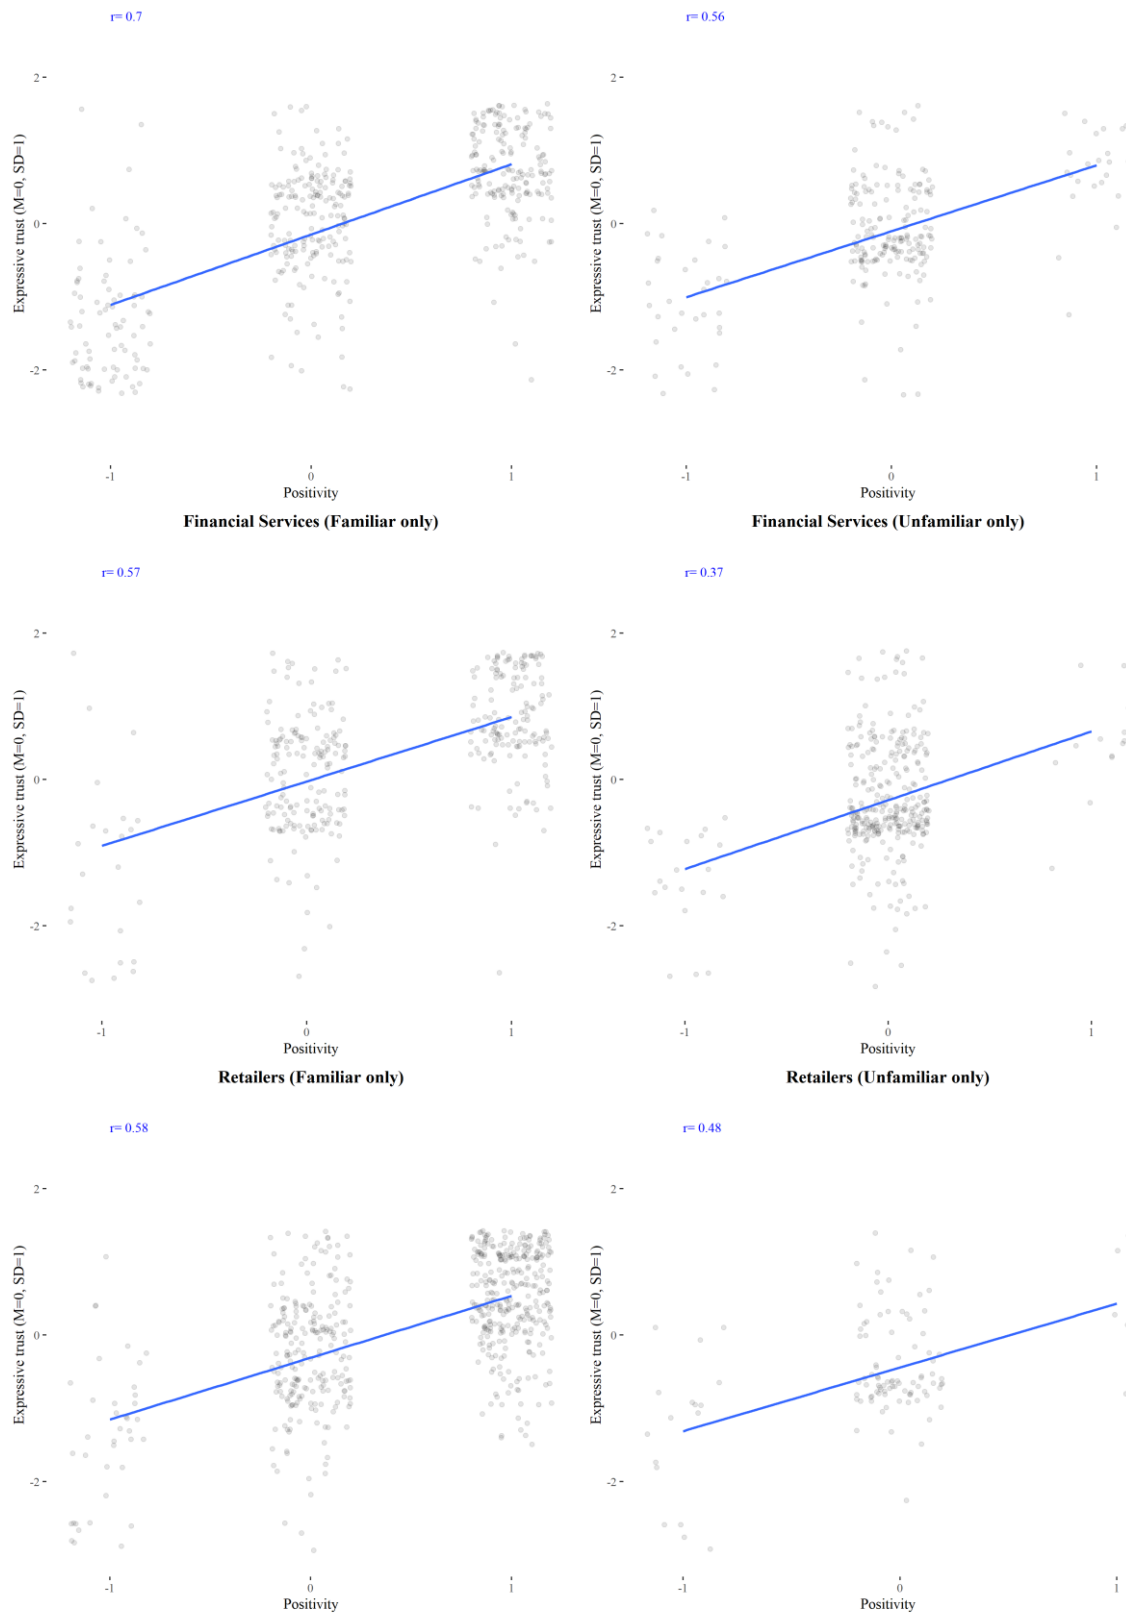 r= 0.7
r= 0.56
Expressive trust (M=0, SD=1)
2
0
-2
-1
0
1
Positivity
Expressive trust (M=0, SD=1)
2
0
-2
-1
0
1
Positivity
Financial Services (Familiar only)
Financial Services (Unfamiliar only)
r= 0.57
r= 0.37
Expressive trust (M=0, SD=1)
2
0
-2
-1
0
1
Positivity
Expressive trust (M=0, SD=1)
2
0
-2
-1
0
1
Positivity
Retailers (Familiar only)
Retailers (Unfamiliar only)
r= 0.58
r= 0.48
Expressive trust (M=0, SD=1)
2
0
-2
-1
0
1
Positivity
Expressive trust (M=0, SD=1)
2
0
-2
-1
0
1
Positivity